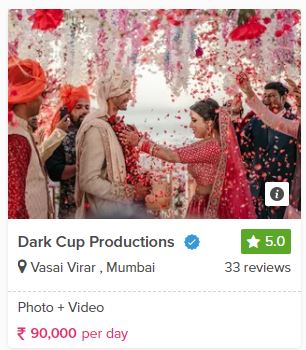 Dark Cup Productions
★ 5.0
Vasai Virar , Mumbai
33 reviews
Photo + Video
₹ 90,000 per day